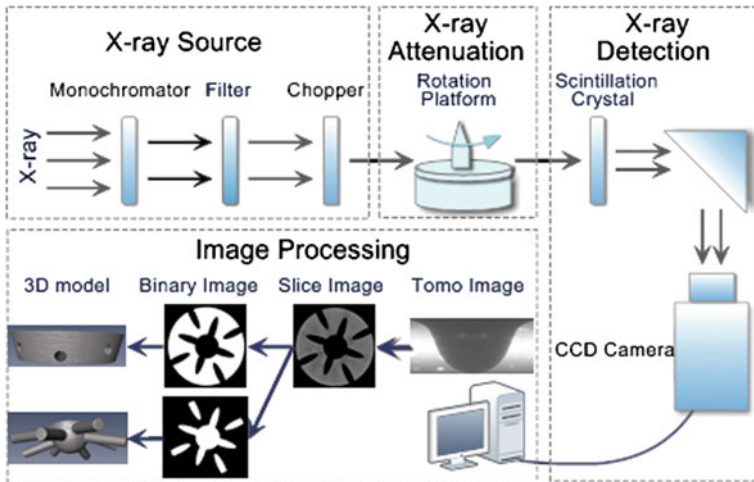 X-ray Source
Monochromator Filter Chopper
X-ray
X-ray
Attenuation
Rotation
Platform
X-ray
Detection
Scintillation
Crystal
CCD Camera
Image Processing
3D model Binary Image Slice Image Tomo Image